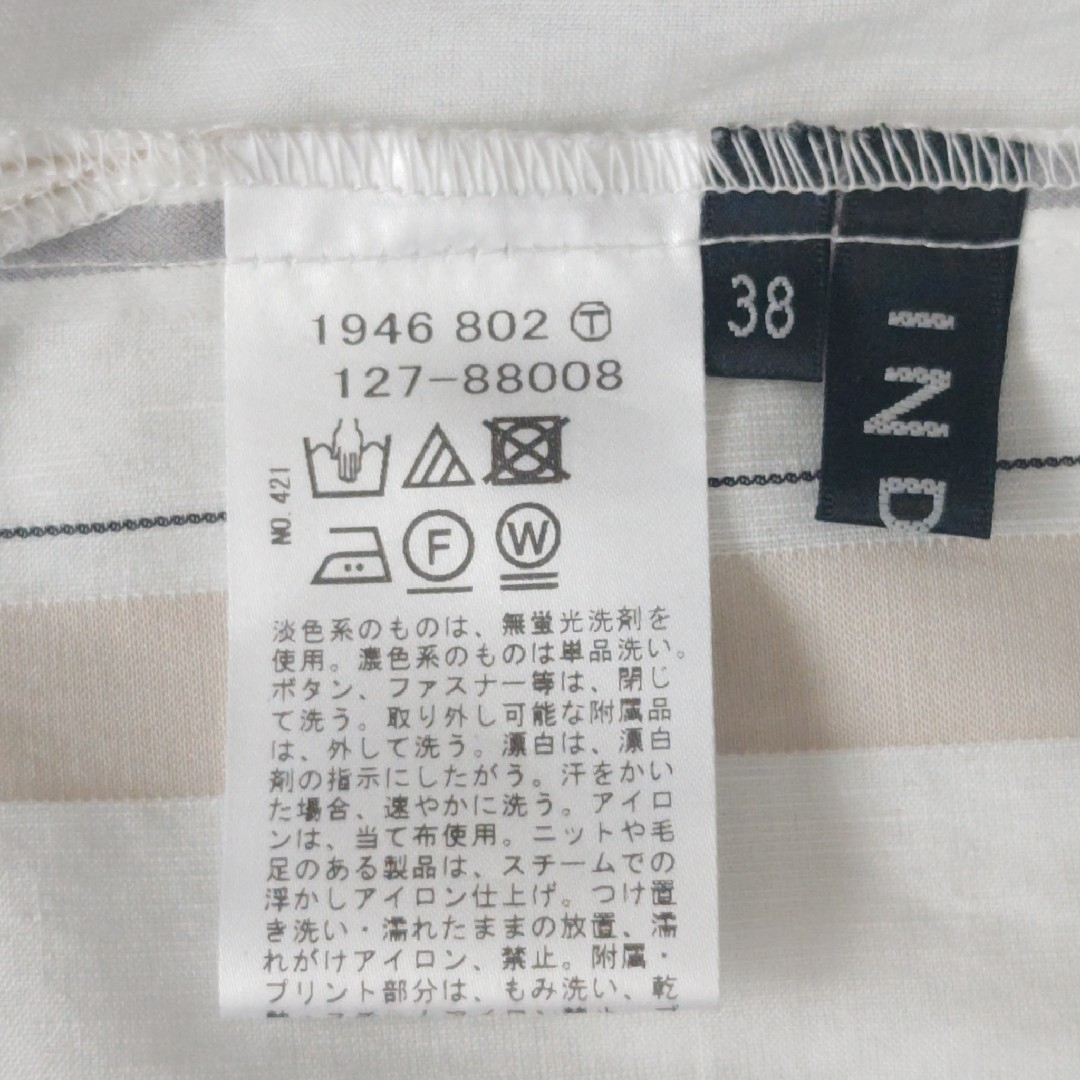 1946 802 Ⓣ
127-88008
NO. 421
F
W
淡色系のものは、無蛍光洗剤を
使用。濃色系のものは単品洗い。
ボタン、ファスナー等は、閉じ
て洗う。取り外し可能な附属品
は、外して洗う。漂白は、漂白
剤の指示にしたがう。汗をかい
た場合、速やかに洗う。アイロ
ンは、当て布使用。ニットや毛
足のある製品は、スチームでの
浮かしアイロン仕上げ。つけ置
き洗い・濡れたままの放置、濡
れがけアイロン、禁止。附属・
プリント部分は、もみ洗い、乾
38
IND